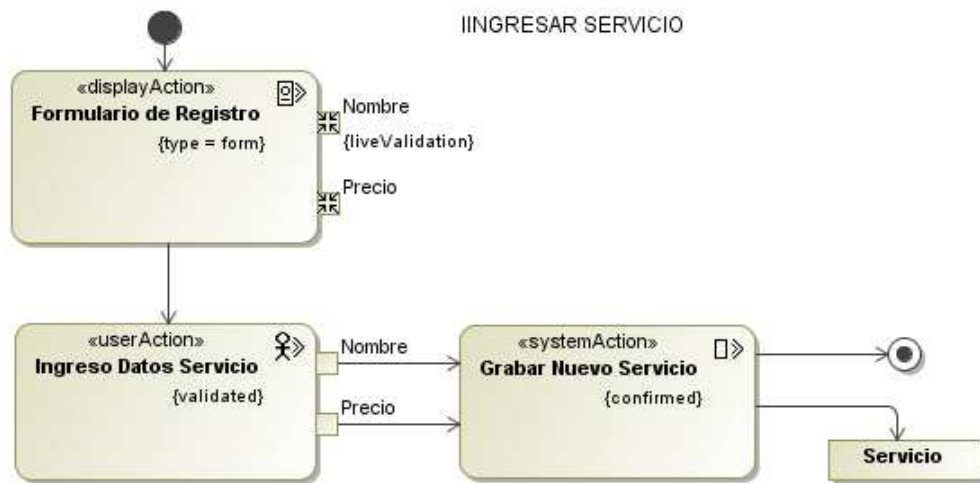 IINGRESAR SERVICIO
«displayAction»
Formulario de Registro
{type = form}
Nombre
{liveValidation}
Precio
«userAction»
Ingreso Datos Servicio
{validated}
Nombre
Precio
«systemAction»
Grabar Nuevo Servicio
{confirmed}
Servicio